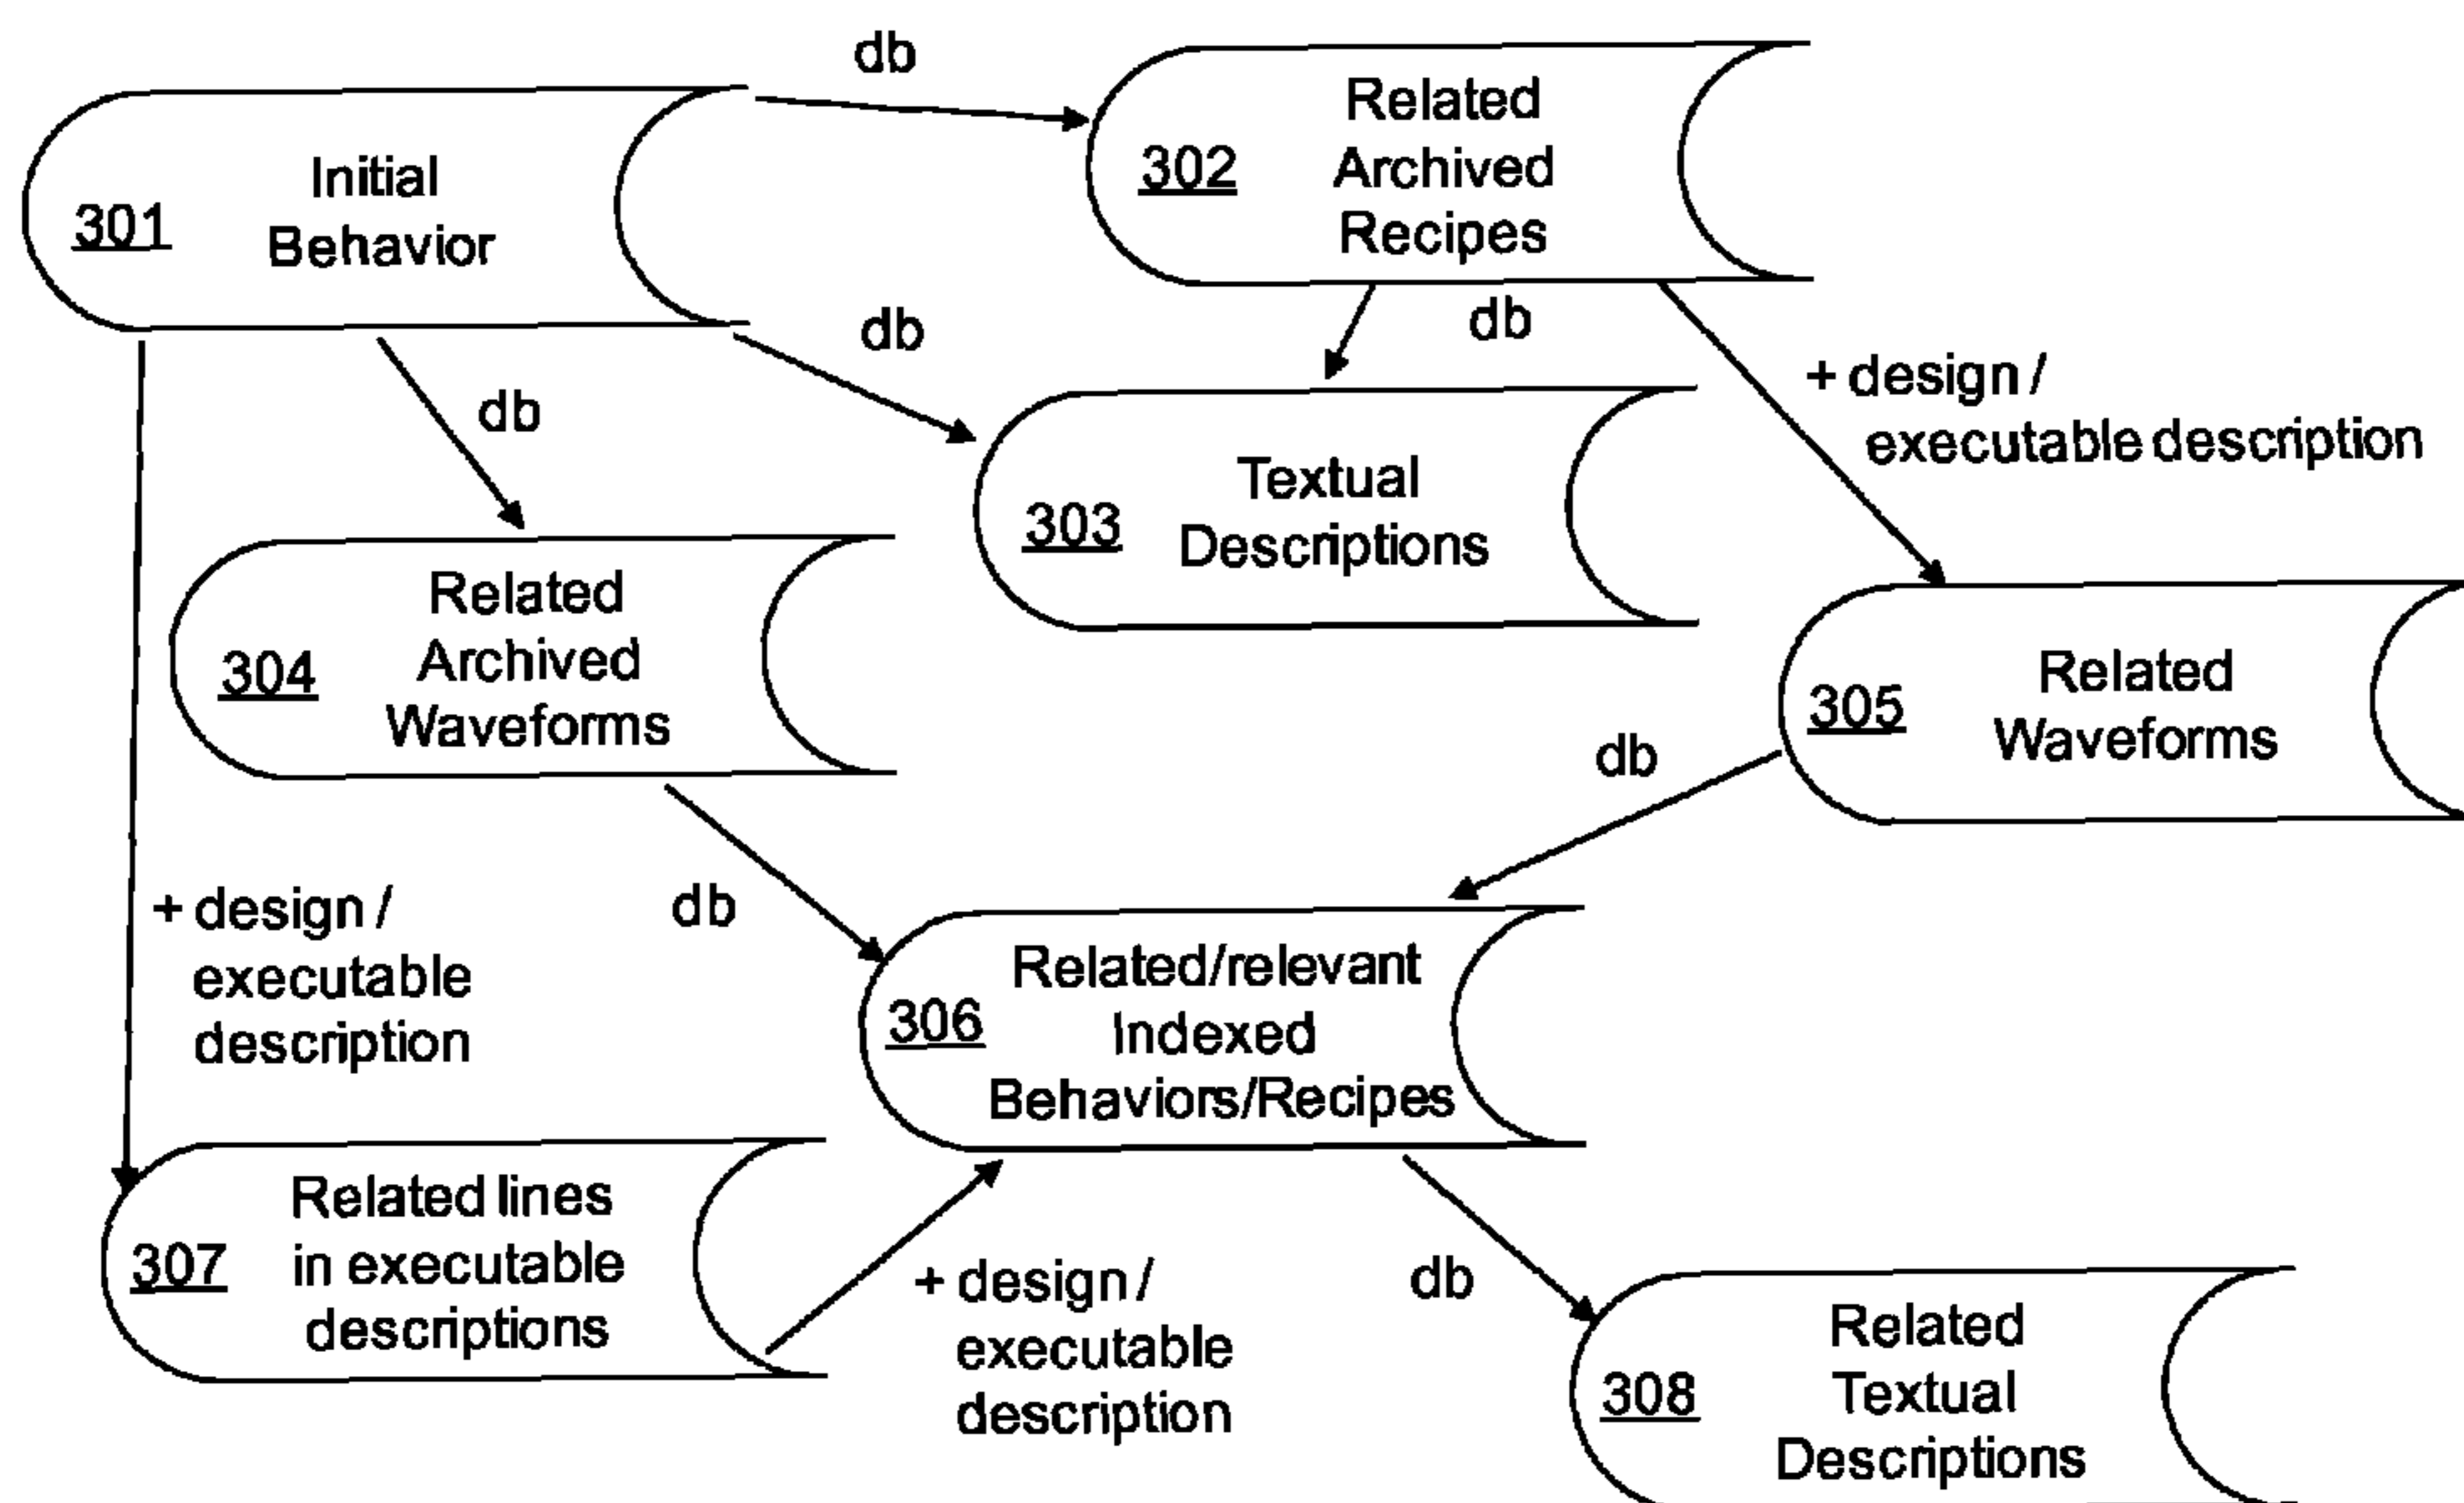 db
Related
Archived
Recipes
302
Initial
Behavior
301
db
db
+ design /
executable description
db
Textual
Descriptions
303
Related
Archived
Waveforms
304
Related
Waveforms
305
db
db
+ design /
executable
description
Related/relevant
Indexed
Behaviors/Recipes
306
Related lines
in executable
descriptions
307
+ design /
executable
description
db
Related
Textual
Descriptions
308